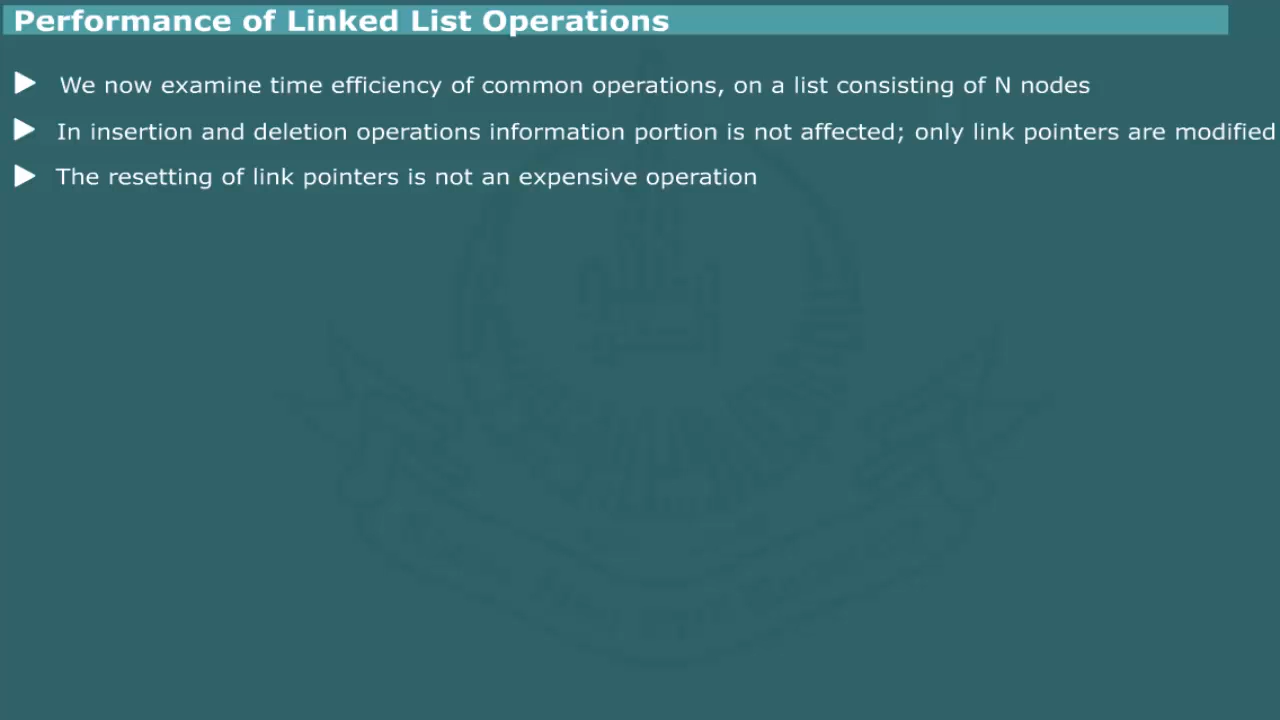 Performance of Linked List Operations
We now examine time efficiency of common operations, on a list consisting of N nodes
In insertion and deletion operations information portion is not affected; only link pointers are modified
The resetting of link pointers is not an expensive operation